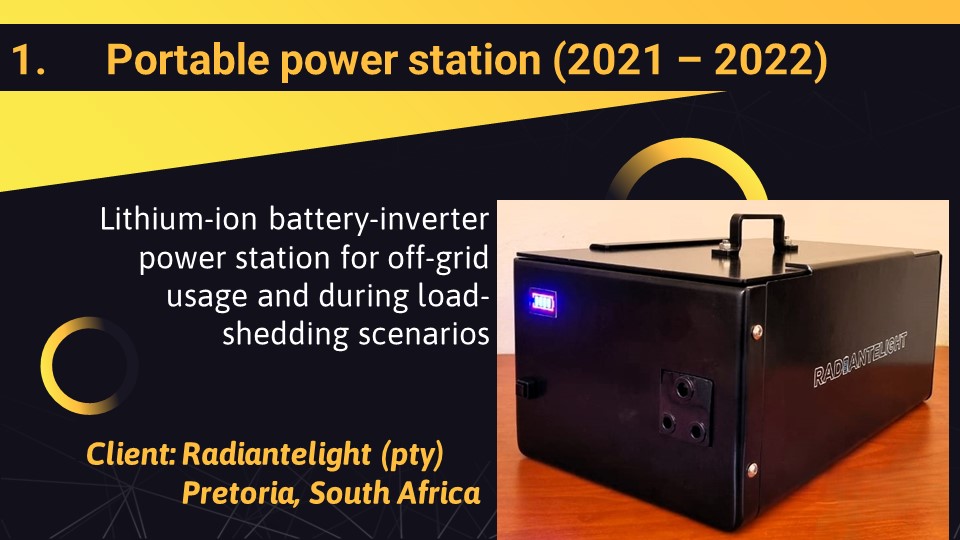 1. Portable power station (2021 – 2022)
Lithium-ion battery-inverter
power station for off-grid
usage and during load-
shedding scenarios
Client: Radiantelight (pty)
Pretoria, South Africa
RADIANTELIGHT